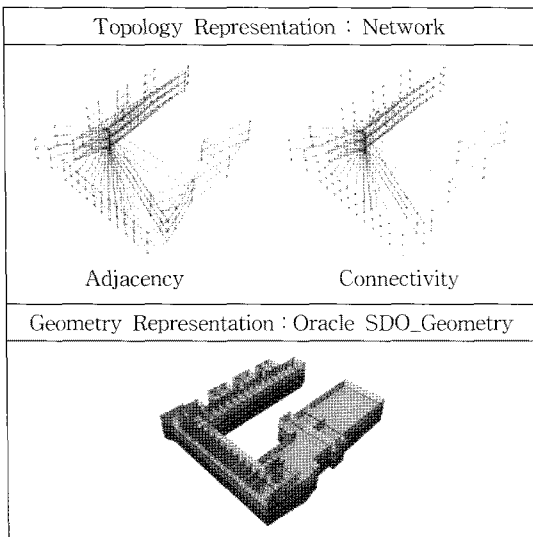 Topology Representation : Network
Adjacency
Connectivity
Geometry Representation : Oracle SDO_Geometry